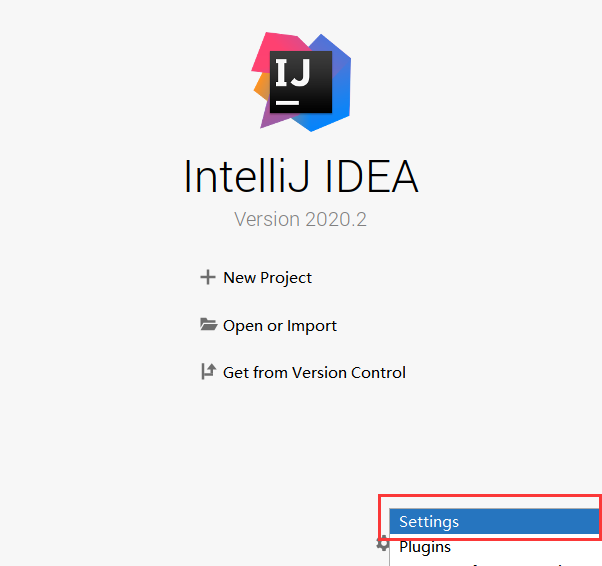 IJ
IntelliJ IDEA
Version 2020.2
New Project
Open or Import
Get from Version Control
Settings
Plugins